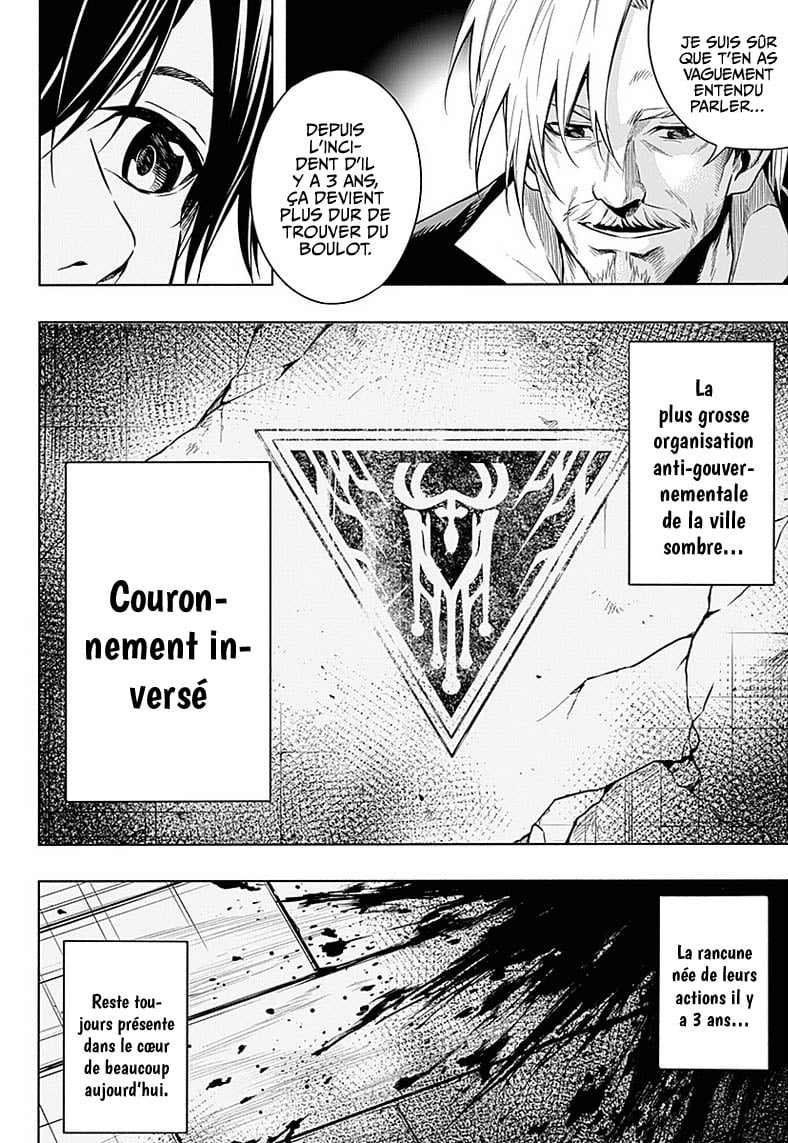 JE SUIS SÛR
QUE T'EN AS
VAGUEMENT
ENTENDU
PARLER...
DEPUIS
L'INCI-
DENT D'IL
Y A 3 ANS,
ÇA DEVIENT
PLUS DUR DE
TROUVER DU
BOULOT.
La
plus grosse
organisation
anti-gouver-
nementale
de la ville
sombre...
Couron-
nement in-
versé
La rancune
née de leurs
actions il y
a 3 ans...
Reste tou-
jours présente
dans le cœur
de beaucoup
aujourd'hui.